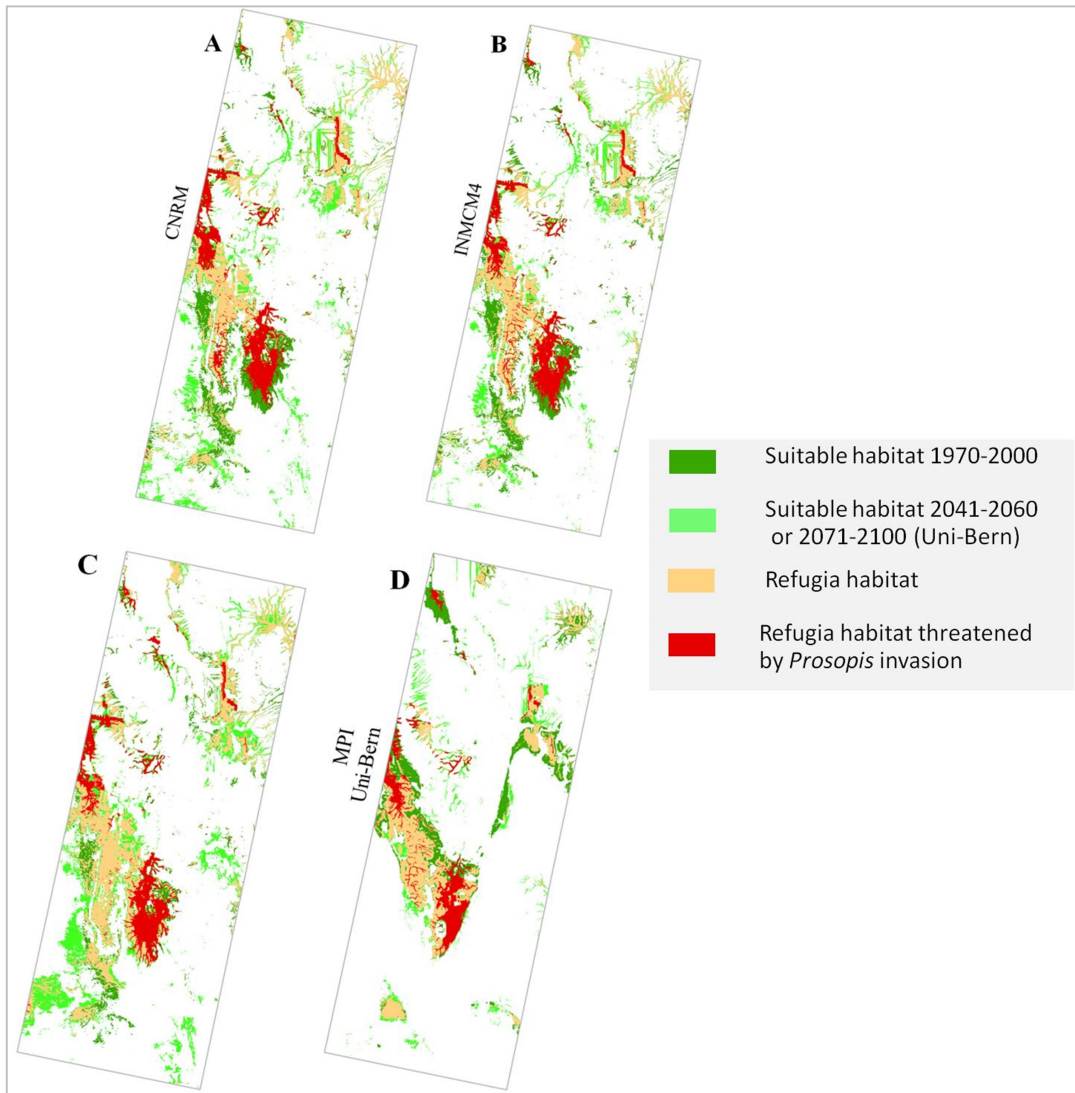 A
B
CNRM
INMCM4
Suitable habitat 1970-2000
Suitable habitat 2041-2060
or 2071-2100 (Uni-Bern)
Refugia habitat
Refugia habitat threatened
by Prosopis invasion
C
D
MPI
Uni-Bern